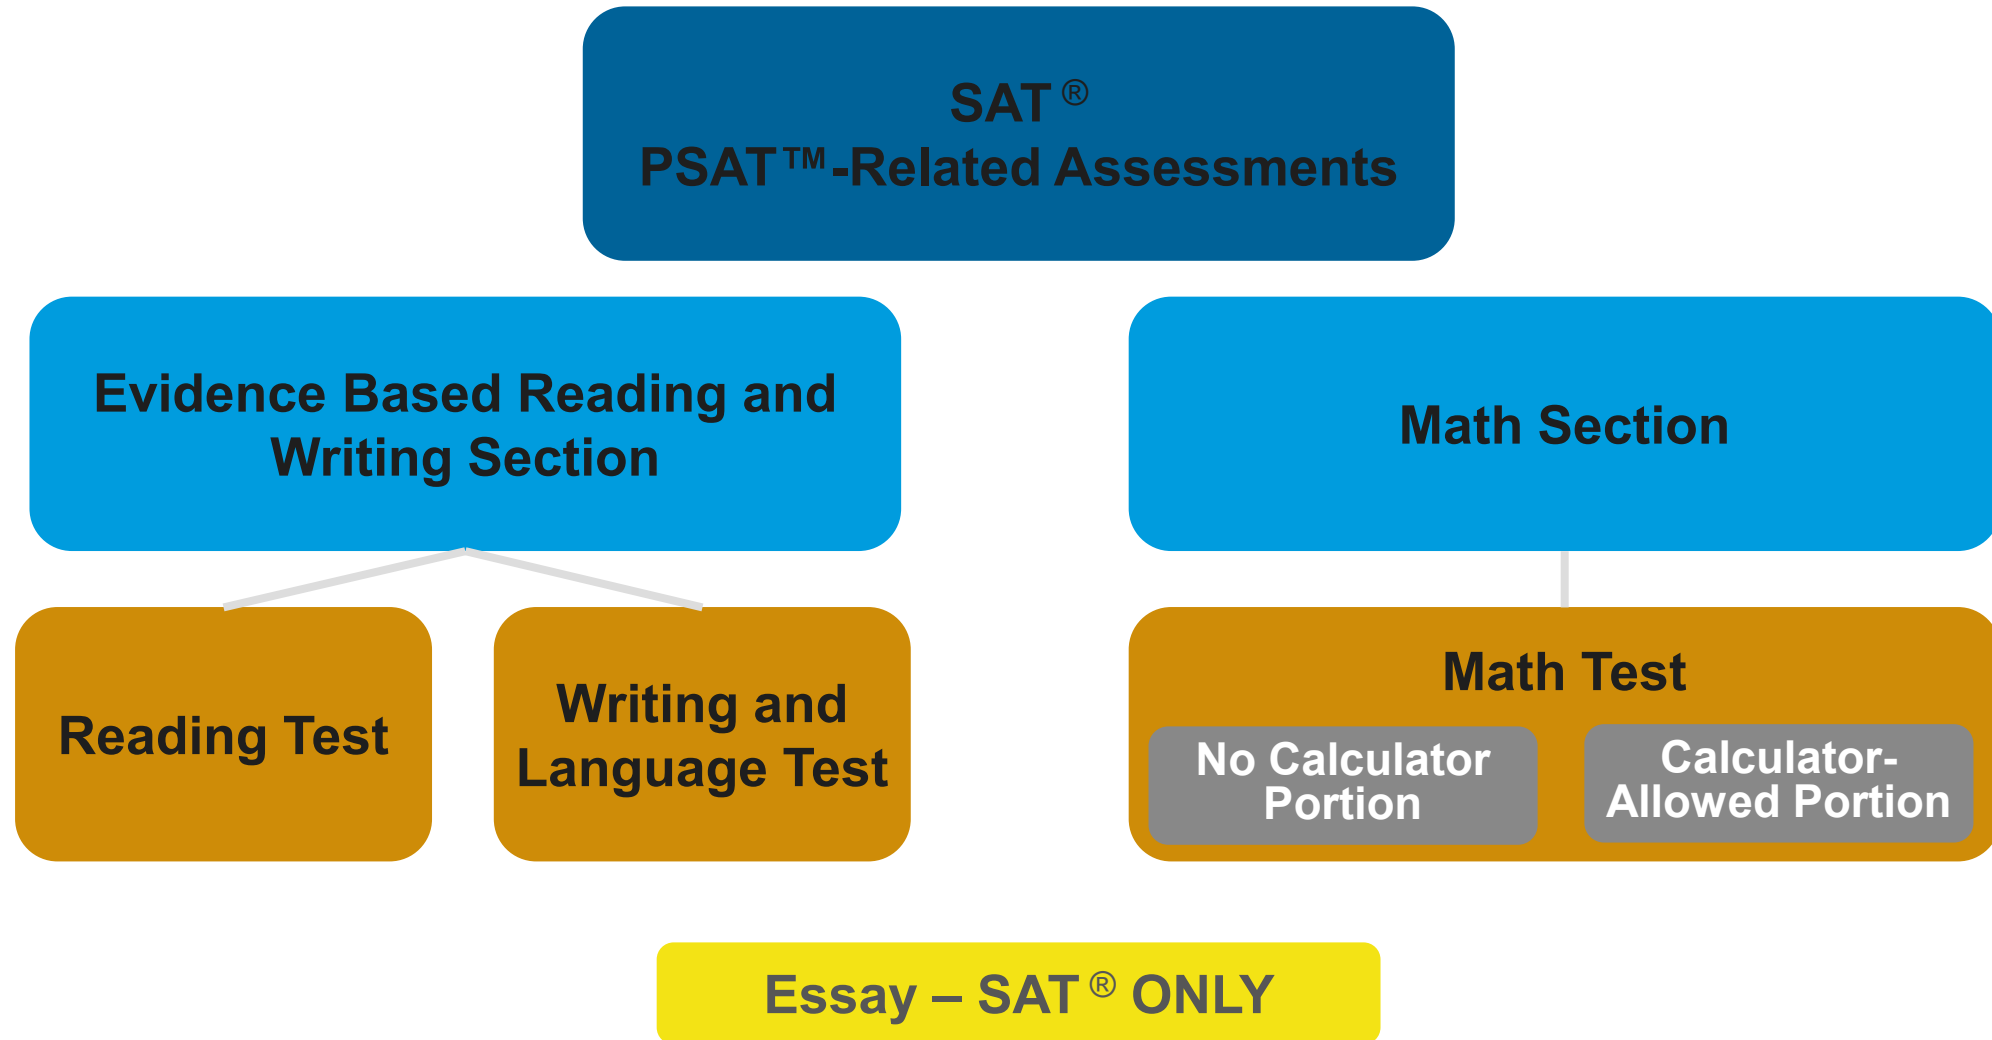 SAT ®
PSAT™-Related Assessments
Evidence Based Reading and
Writing Section
Math Section
Reading Test
Writing and
Language Test
Math Test
No Calculator
Portion
Calculator-
Allowed Portion
Essay – SAT ® ONLY